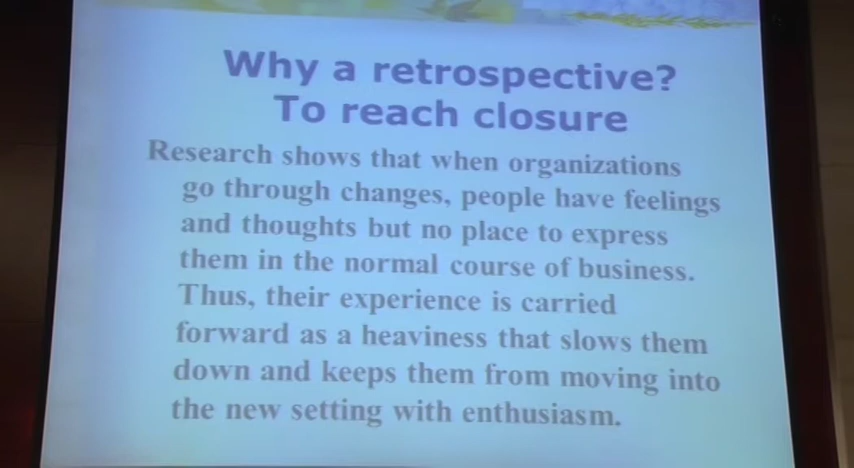 Why a retrospective?
To reach closure
Research shows that when organizations
go through changes, people have feelings
and thoughts but no place to express
them in the normal course of business.
Thus, their experience is carried
forward as a heaviness that slows them
down and keeps them from moving into
the new setting with enthusiasm.